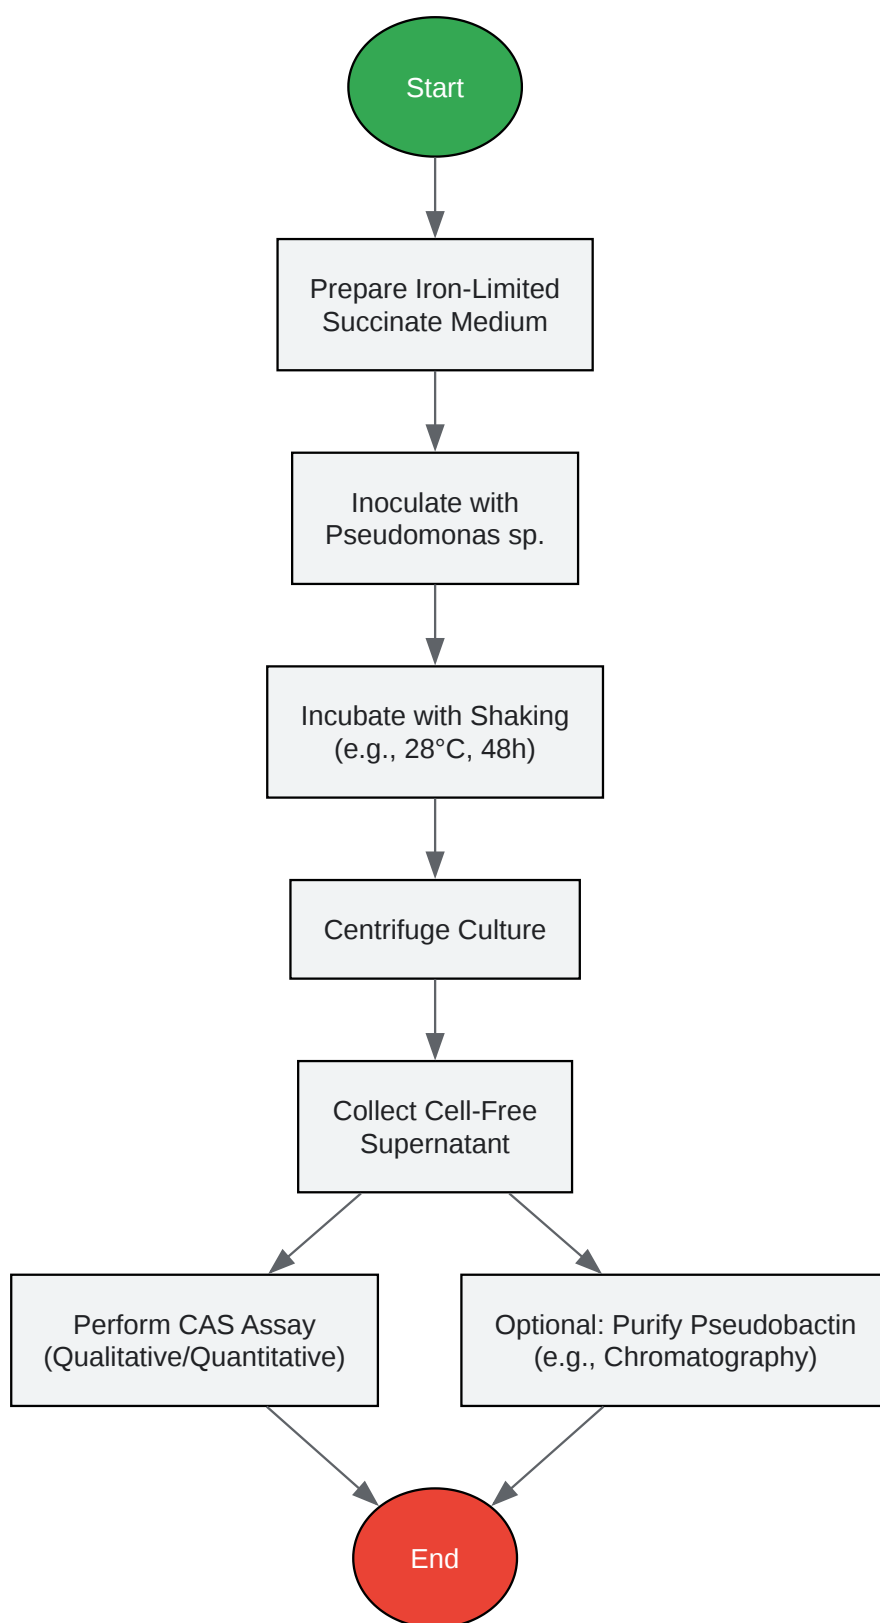 Start
Prepare Iron-Limited
Succinate Medium
Inoculate with
Pseudomonas sp.
Incubate with Shaking
(e.g., 28°C, 48h)
Centrifuge Culture
Collect Cell-Free
Supernatant
Perform CAS Assay
(Qualitative/Quantitative)
Optional: Purify Pseudobactin
(e.g., Chromatography)
End